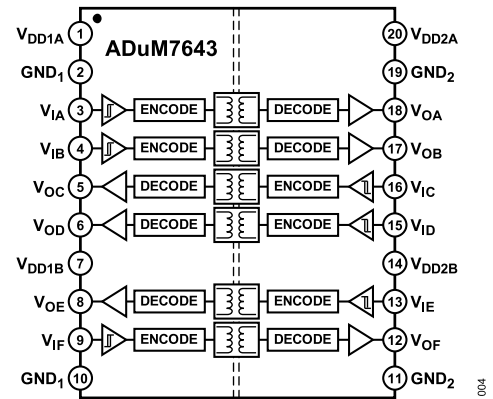 ADuM7643
VDD1A 1 20 VDD2A
GND1 2 19 GND2
VIA 3 ENCODE DECODE 18 VOA
VIB 4 ENCODE DECODE 17 VOB
VOC 5 DECODE ENCODE 16 VIC
VOD 6 DECODE ENCODE 15 VID
VDD1B 7 14 VDD2B
VOE 8 DECODE ENCODE 13 VIE
VIF 9 ENCODE DECODE 12 VOF
GND1 10 11 GND2
004